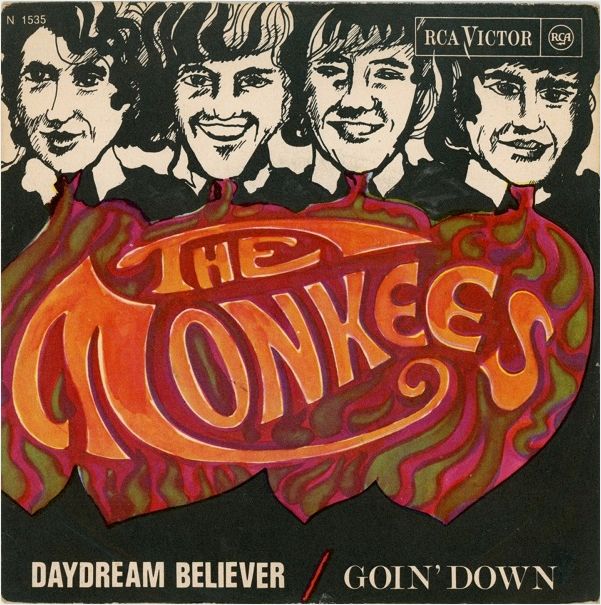 N 1535
RCA VICTOR
RCA
THE
MONKEES
DAYDREAM BELIEVER / GOIN' DOWN